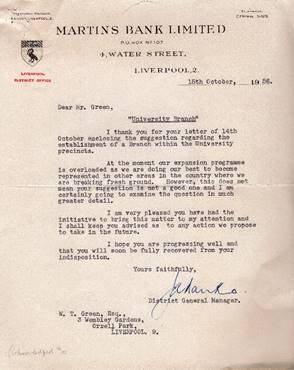 MARTINS BANK LIMITED
P.O. BOX Nº 107
4, WATER STREET,
LIVERPOOL, 2.
LIVERPOOL
DISTRICT OFFICE
15th October, 1956.
Dear Mr. Green,
"University Branch"
I thank you for your letter of 14th
October enclosing the suggestion regarding the
establishment of a Branch within the University
precincts.
At the moment our expansion programme
is overloaded as we are doing our best to become
represented in other areas in the country where we
are breaking fresh ground. However, this does not
mean your suggestion is not a good one and I am
certainly going to examine the question in much
greater detail.
I am very pleased you have had the
initiative to bring this matter to my attention and
I shall keep you advised as to any action we propose
to take in the future.
I hope you are progressing well and
that you will soon be fully recovered from your
indisposition.
Yours faithfully,
District General Manager.
W. T. Green, Esq.,
3 Wembley Gardens,
Orrell Park,
LIVERPOOL 9.
Acknowledged